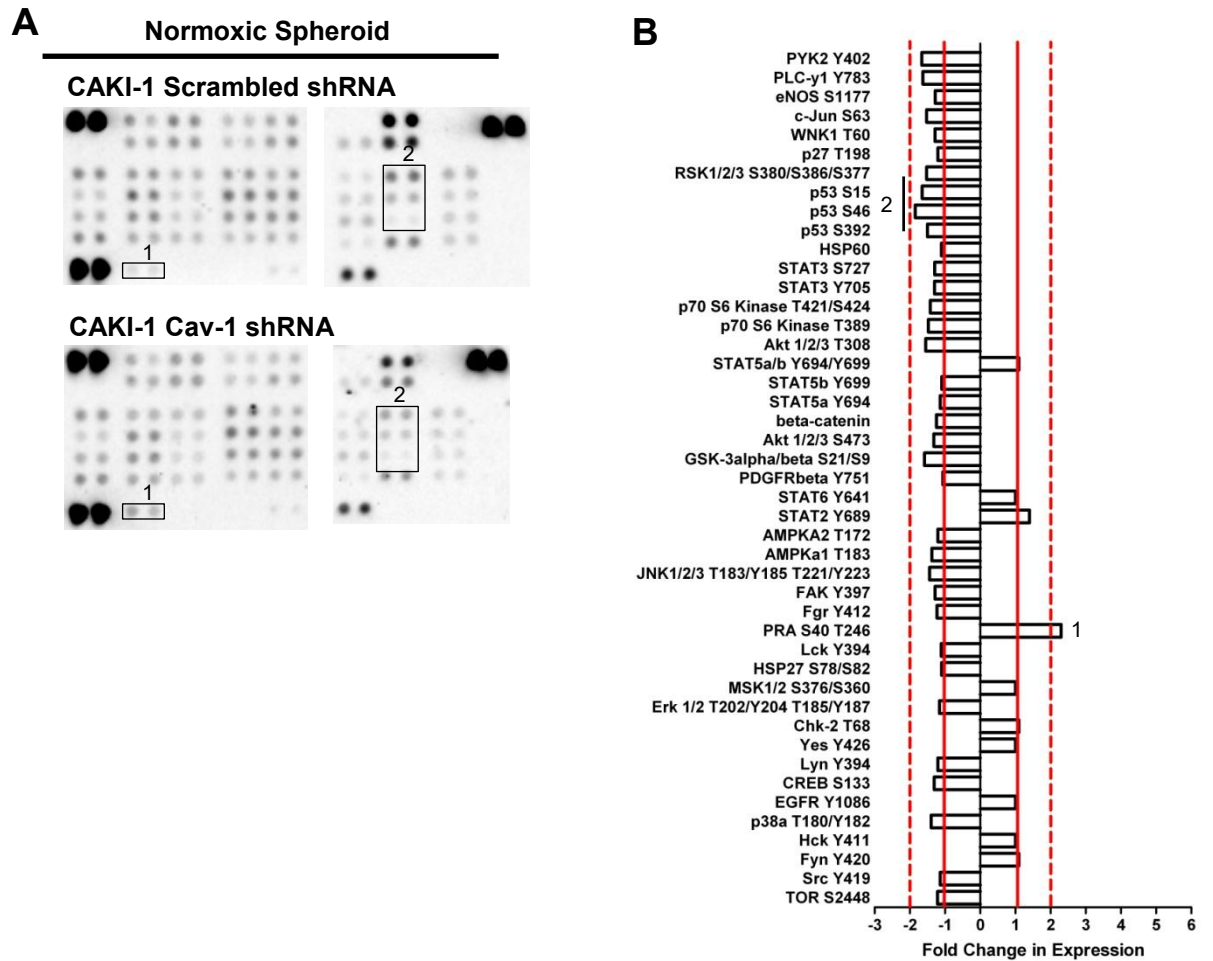 A
Normoxic Spheroid
CAKI-1 Scrambled shRNA
2
1
CAKI-1 Cav-1 shRNA
2
1
B
PYK2 Y402
PLC-y1 Y783
eNOS S1177
c-Jun S63
WNK1 T60
p27 T198
RSK1/2/3 S380/S386/S377
p53 S15
p53 S46
2
p53 S392
HSP60
STAT3 S727
STAT3 Y705
p70 S6 Kinase T421/S424
p70 S6 Kinase T389
Akt 1/2/3 T308
STAT5a/b Y694/Y699
STAT5b Y699
STAT5a Y694
beta-catenin
Akt 1/2/3 S473
GSK-3alpha/beta S21/S9
PDGFRbeta Y751
STAT6 Y641
STAT2 Y689
AMPKA2 T172
AMPKa1 T183
JNK1/2/3 T183/Y185 T221/Y223
FAK Y397
Fgr Y412
PRA S40 T246
1
Lck Y394
HSP27 S78/S82
MSK1/2 S376/S360
Erk 1/2 T202/Y204 T185/Y187
Chk-2 T68
Yes Y426
Lyn Y394
CREB S133
EGFR Y1086
p38a T180/Y182
Hck Y411
Fyn Y420
Src Y419
TOR S2448
-3 -2 -1 0 1 2 3 4 5 6
Fold Change in Expression